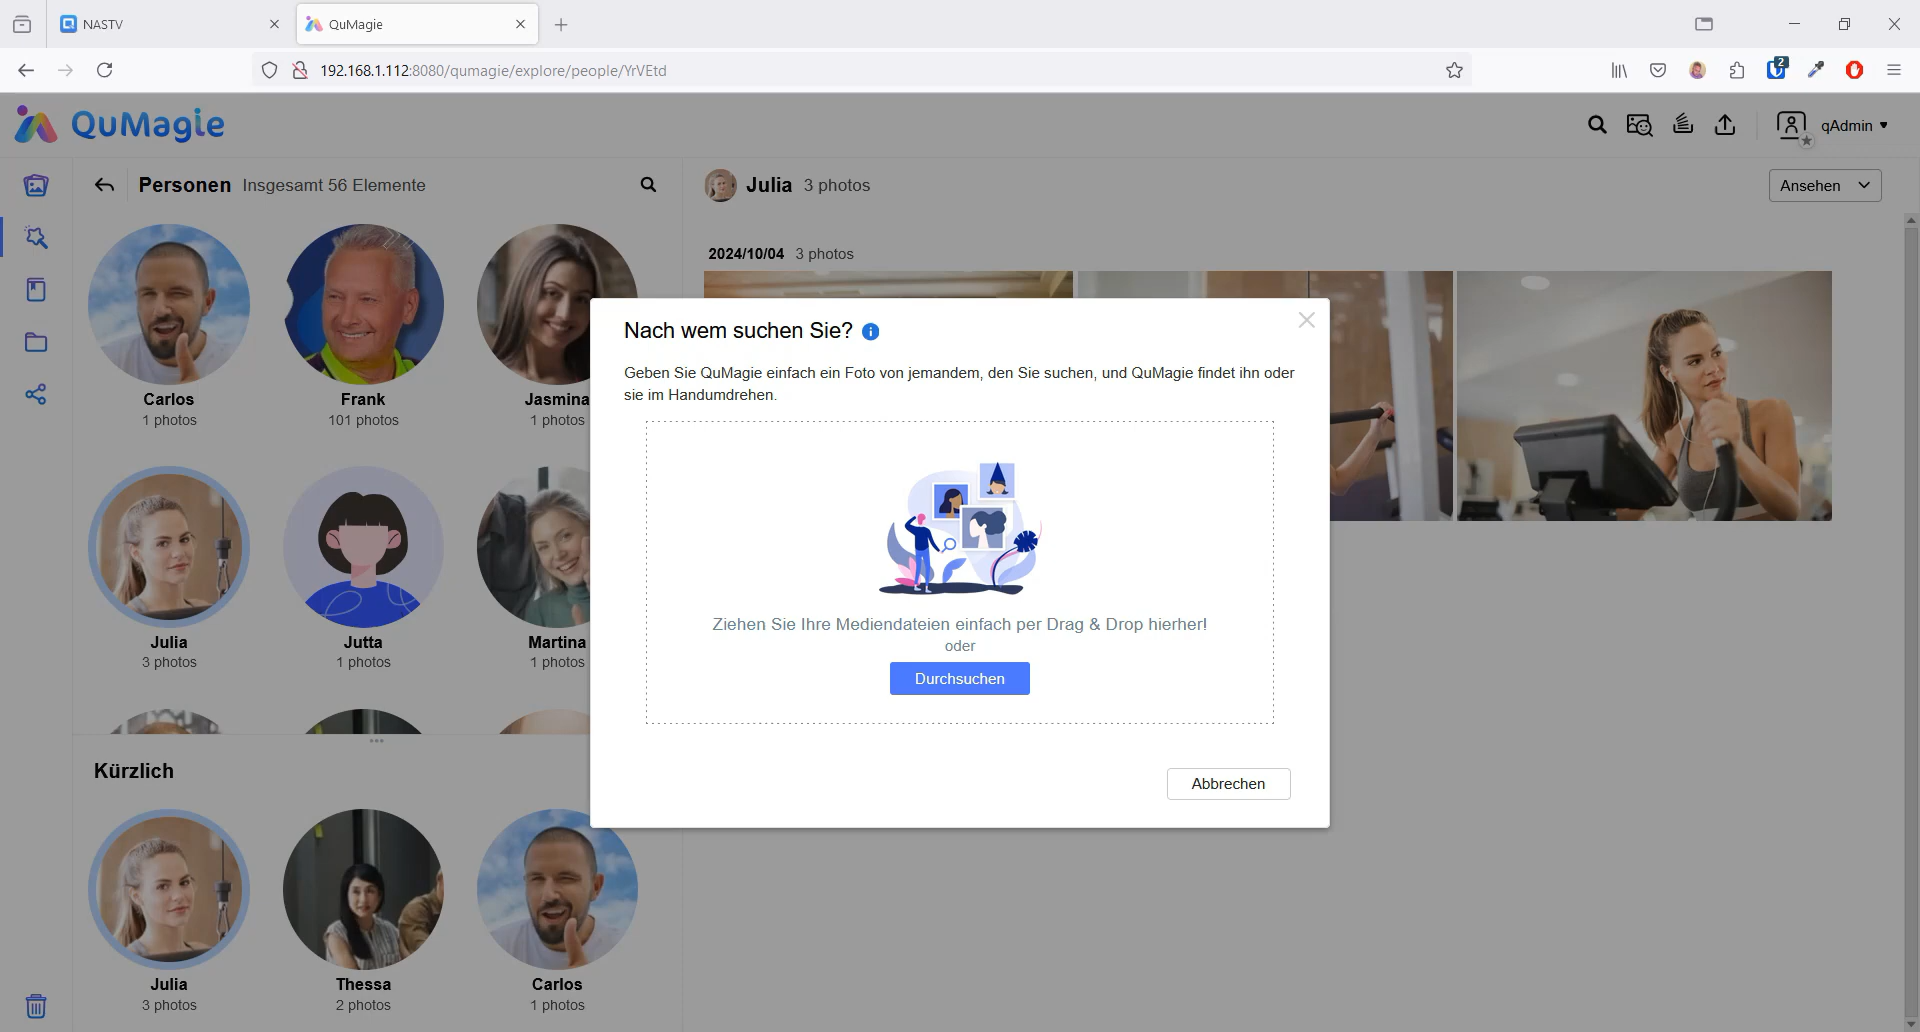 NASTV
QuMagie
192.168.1.112:8080/qumagie/explore/people/YrVEtd
2
QuMagie
qAdmin
Personen Insgesamt 56 Elemente
Julia 3 photos
Ansehen
2024/10/04 3 photos
Carlos
1 photos
Frank
101 photos
Jasmina
1 photos
Julia
3 photos
Jutta
1 photos
Martina
1 photos
Nach wem suchen Sie?
Geben Sie QuMagie einfach ein Foto von jemandem, den Sie suchen, und QuMagie findet ihn oder
sie im Handumdrehen.
Ziehen Sie Ihre Mediendateien einfach per Drag & Drop hierher!
oder
Durchsuchen
Abbrechen
Kürzlich
Julia
3 photos
Thessa
2 photos
Carlos
1 photos